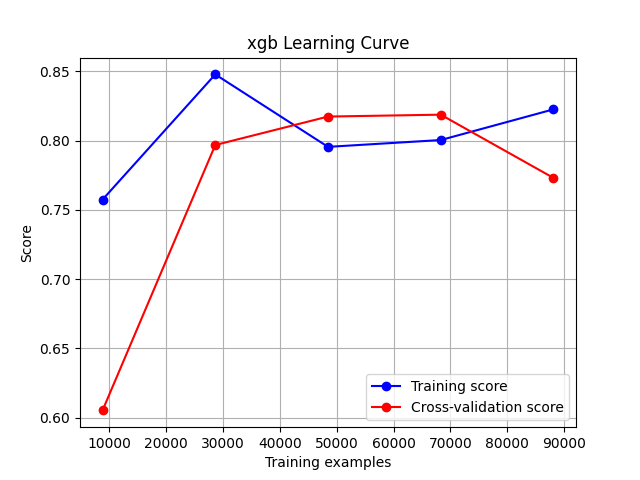 xgb Learning Curve
0.85
0.80
0.75
0.70
0.65
0.60
Score
Training score
Cross-validation score
10000 20000 30000 40000 50000 60000 70000 80000 90000
Training examples